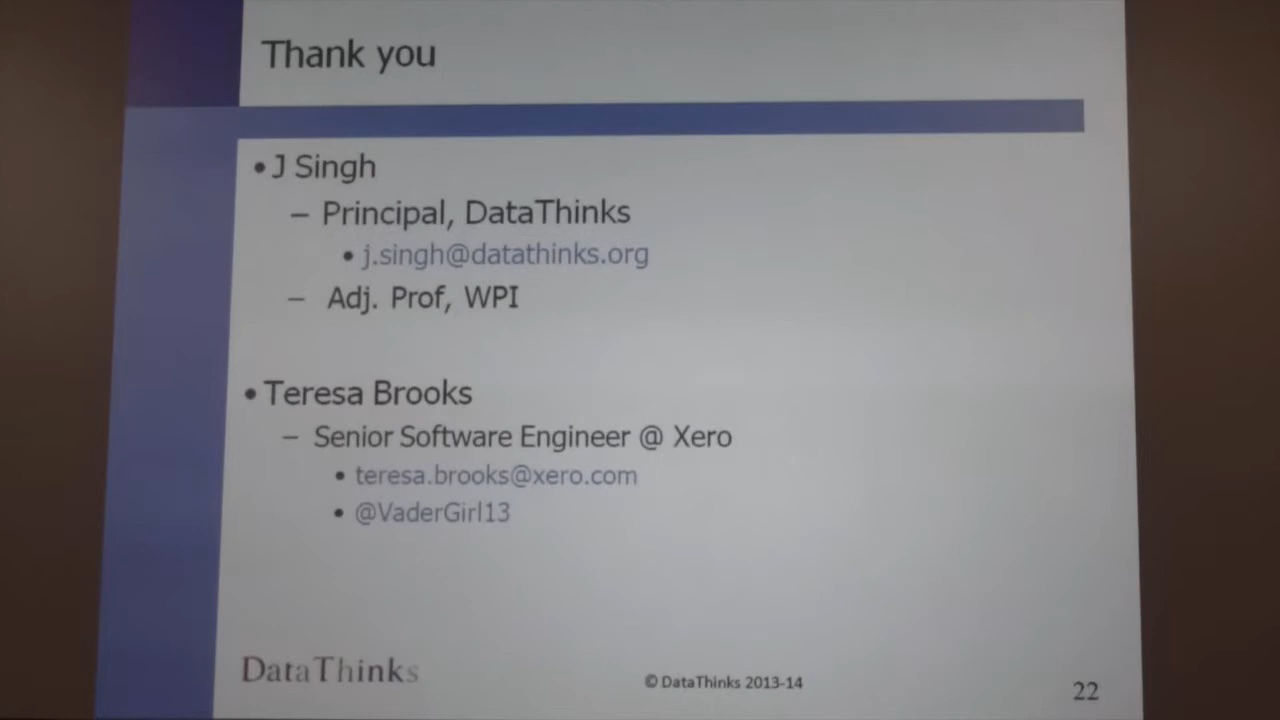 Thank you
• J Singh
– Principal, DataThinks
• j.singh@datathinks.org
– Adj. Prof, WPI
• Teresa Brooks
– Senior Software Engineer @ Xero
• teresa.brooks@xero.com
• @VaderGirl13
DataThinks
© DataThinks 2013-14
22